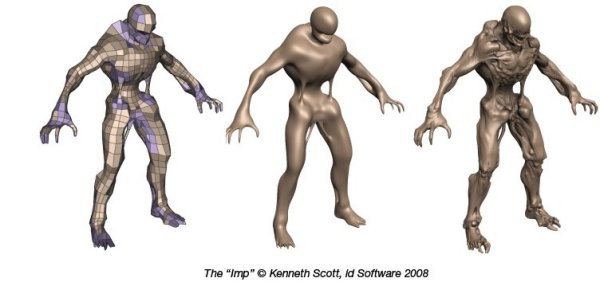 The “Imp” © Kenneth Scott, id Software 2008